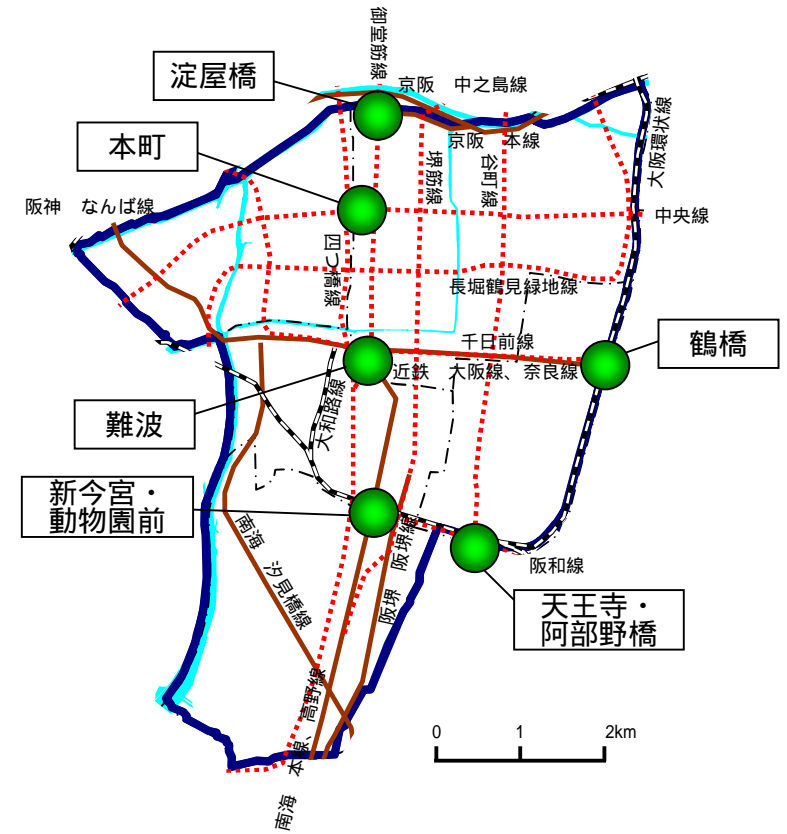 御堂筋線
淀屋橋
京阪 中之島線
京阪 本線
大阪環状線
本町
堺筋線
谷町線
阪神 なんば線
中央線
四つ橋線
長堀鶴見緑地線
千日前線
鶴橋
近鉄 大阪線、奈良線
難波
大和路線
新今宮・
動物園前
南海 汐見橋線
阪堺 阪堺線
阪和線
天王寺・
阿部野橋
南海 本線、高野線
0 1 2km